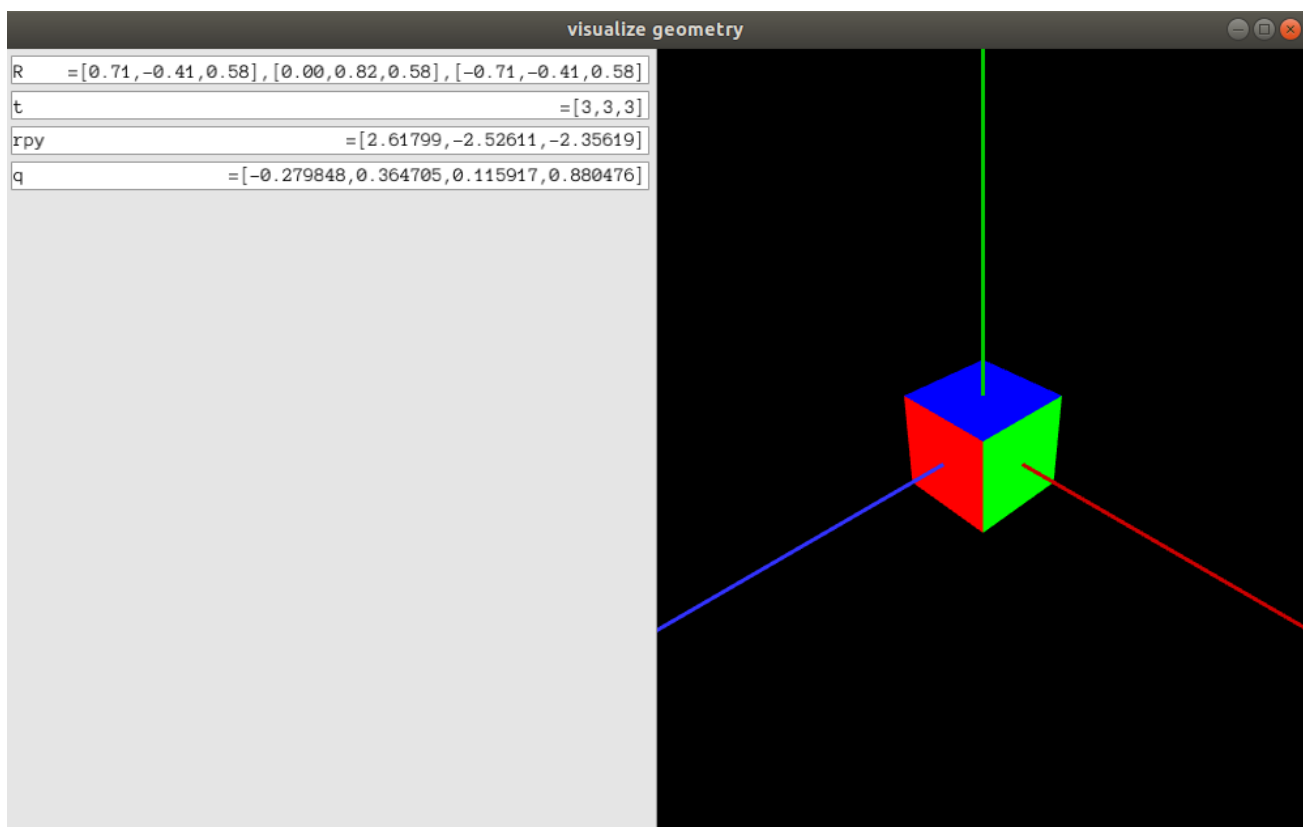 visualize geometry
R =[0.71,-0.41,0.58],[0.00,0.82,0.58],[-0.71,-0.41,0.58]
t =[3,3,3]
rpy =[2.61799,-2.52611,-2.35619]
q =[-0.279848,0.364705,0.115917,0.880476]